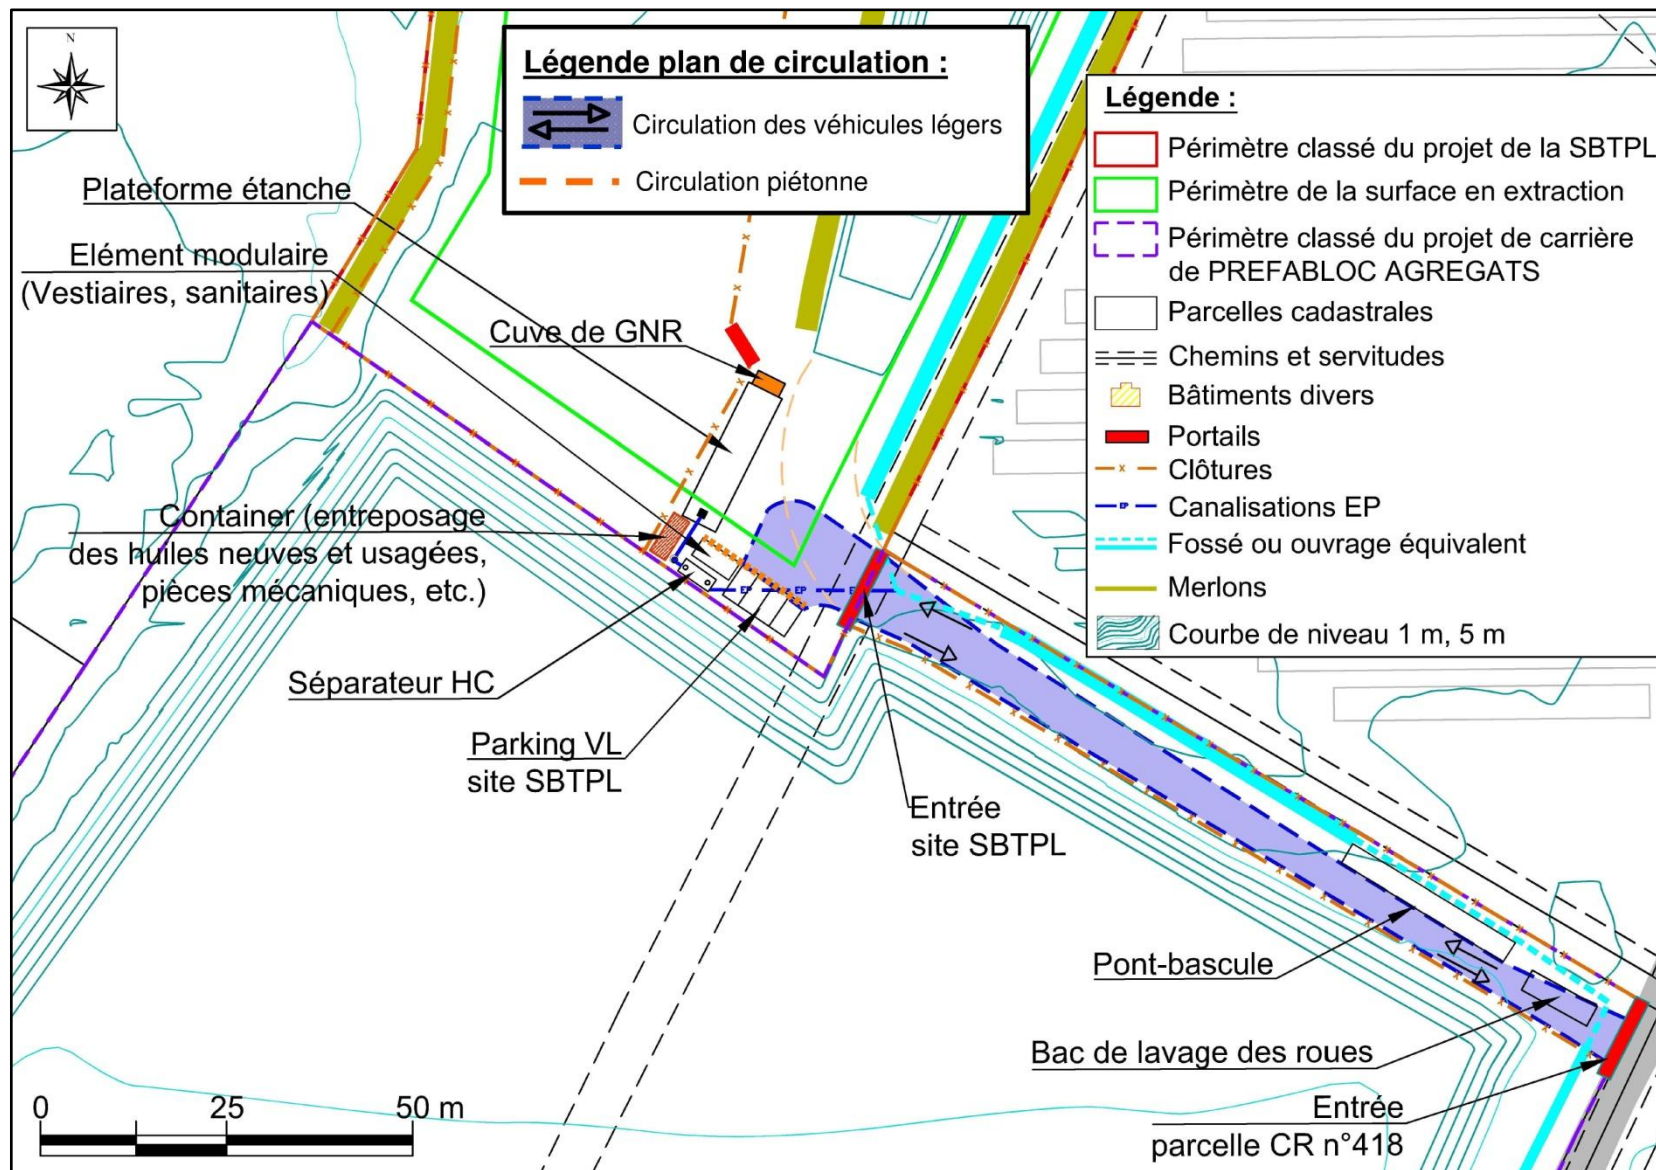 N
Légende plan de circulation :
Circulation des véhicules légers
Circulation piétonne
Légende :
Périmètre classé du projet de la SBTPL
Périmètre de la surface en extraction
Périmètre classé du projet de carrière
de PREFABLOC AGREGATS
Parcelles cadastrales
Chemins et servitudes
Bâtiments divers
Portails
Clôtures
EP
Canalisations EP
Fossé ou ouvrage équivalent
Merlons
Courbe de niveau 1 m, 5 m
Plateforme étanche
Elément modulaire
(Vestiaires, sanitaires)
Cuve de GNR
Container (entreposage
des huiles neuves et usagées,
pièces mécaniques, etc.)
EP
EP
EP
Séparateur HC
Parking VL
site SBTPL
Entrée
site SBTPL
Pont-bascule
Bac de lavage des roues
Entrée
parcelle CR n°418
0 25 50 m